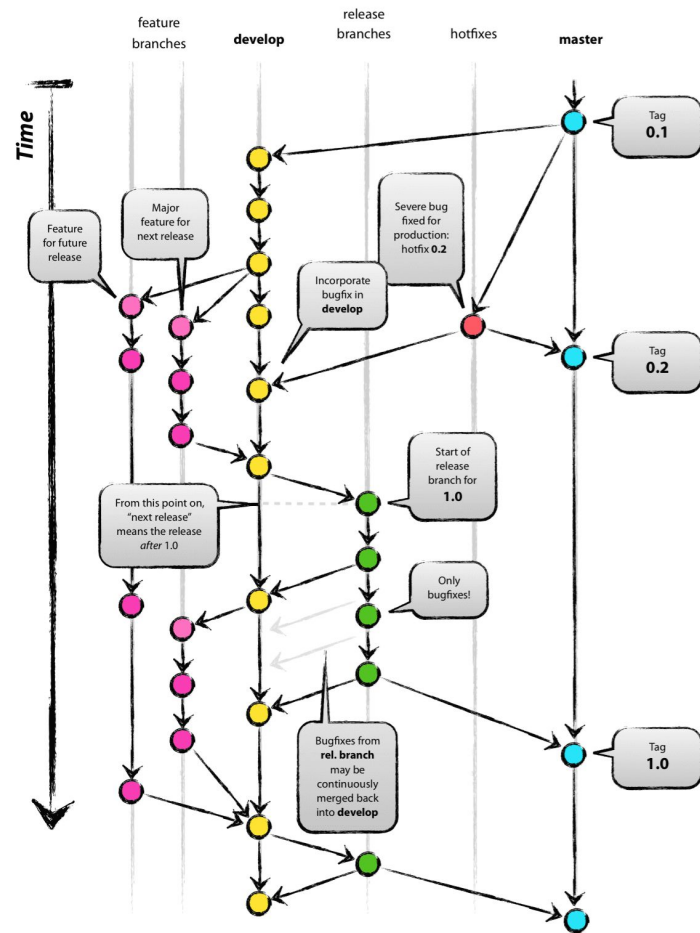 feature
branches
develop
release
branches
hotfixes
master
Time
Tag
0.1
Major
feature for
next release
Feature
for future
release
Severe bug
fixed for
production:
hotfix 0.2
Incorporate
bugfix in
develop
Tag
0.2
Start of
release
branch for
1.0
From this point on,
“next release”
means the release
after 1.0
Only
bugfixes!
Bugfixes from
rel. branch
may be
continuously
merged back
into develop
Tag
1.0